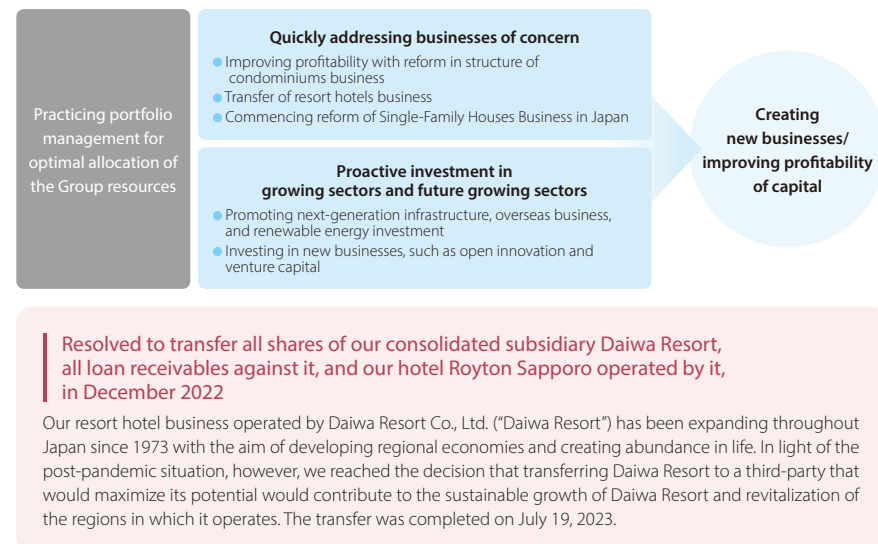 Practicing portfolio
management for
optimal allocation of
the Group resources
Quickly addressing businesses of concern
● Improving profitability with reform in structure of
condominiums business
● Transfer of resort hotels business
● Commencing reform of Single-Family Houses Business in Japan
Proactive investment in
growing sectors and future growing sectors
● Promoting next-generation infrastructure, overseas business,
and renewable energy investment
● Investing in new businesses, such as open innovation and
venture capital
Creating
new businesses/
improving profitability
of capital
Resolved to transfer all shares of our consolidated subsidiary Daiwa Resort,
all loan receivables against it, and our hotel Royton Sapporo operated by it,
in December 2022
Our resort hotel business operated by Daiwa Resort Co., Ltd. (“Daiwa Resort”) has been expanding throughout
Japan since 1973 with the aim of developing regional economies and creating abundance in life. In light of the
post-pandemic situation, however, we reached the decision that transferring Daiwa Resort to a third-party that
would maximize its potential would contribute to the sustainable growth of Daiwa Resort and revitalization of
the regions in which it operates. The transfer was completed on July 19, 2023.